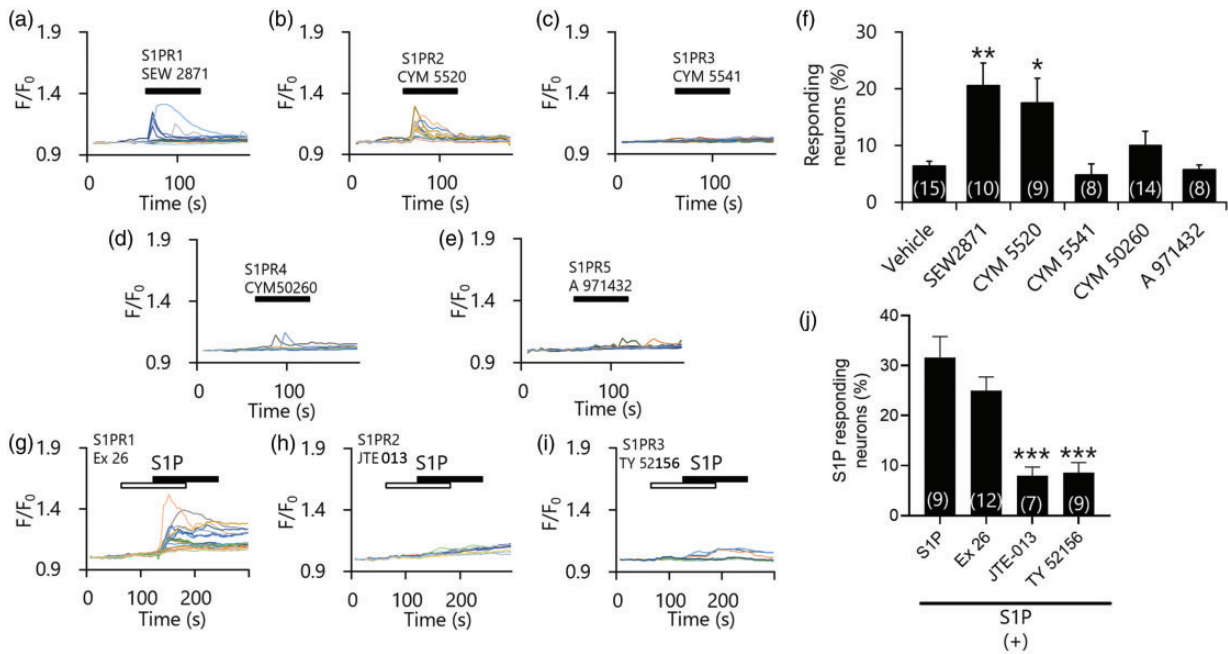 (a)
S1PR1
SEW 2871
F/F0
1.9
1.4
0.9
0
100
Time (s)
(b)
S1PR2
CYM 5520
F/F0
1.9
1.4
0.9
0
100
Time (s)
(c)
S1PR3
CYM 5541
F/F0
1.9
1.4
0.9
0
100
Time (s)
(d)
S1PR4
CYM50260
F/F0
1.9
1.4
0.9
0
100
Time (s)
(e)
S1PR5
A 971432
F/F0
1.9
1.4
0.9
0
100
Time (s)
(f)
Responding
neurons (%)
30
20
10
0
** *
(15) (10) (9) (8) (14) (8)
Vehicle
SEW2871
CYM 5520
CYM 5541
CYM 50260
A 971432
(g)
S1PR1
Ex 26
S1P
F/F0
1.9
1.4
0.9
0 100 200
Time (s)
(h)
S1PR2
JTE 013
S1P
F/F0
1.9
1.4
0.9
0 100 200
Time (s)
(i)
S1PR3
TY 52156
S1P
F/F0
1.9
1.4
0.9
0 100 200
Time (s)
(j)
S1P responding
neurons (%)
40
30
20
10
0
*** ***
(9) (12) (7) (9)
S1P
Ex 26
JTE-013
TY 52156
S1P
(+)